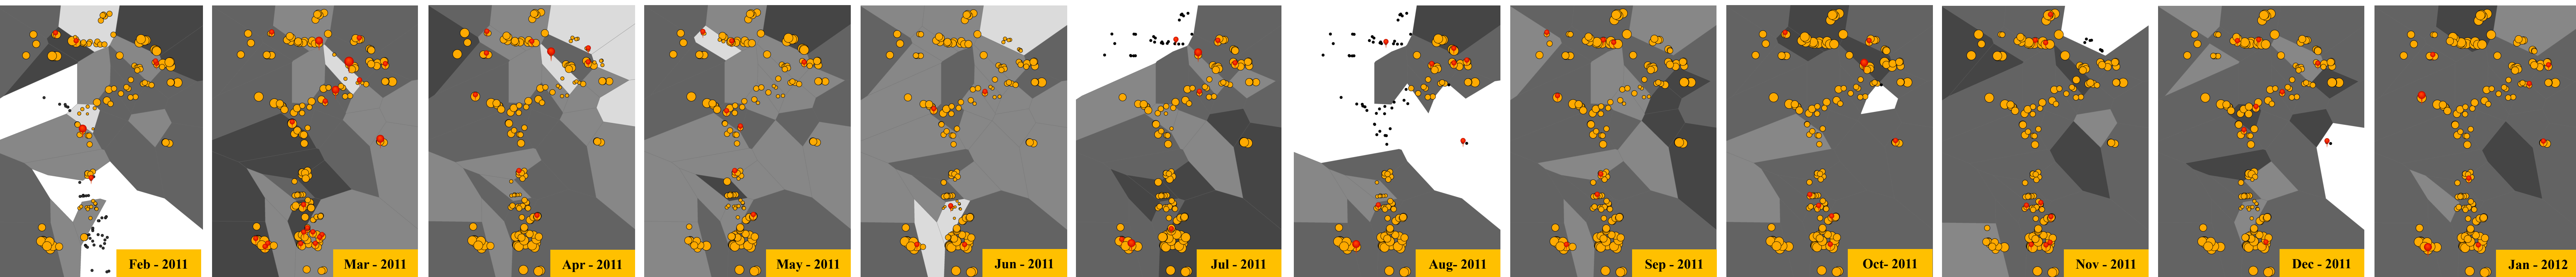 Feb - 2011
Mar - 2011
Apr - 2011
May - 2011
Jun - 2011
Jul - 2011
Aug- 2011
Sep - 2011
Oct- 2011
Nov - 2011
Dec - 2011
Jan - 2012